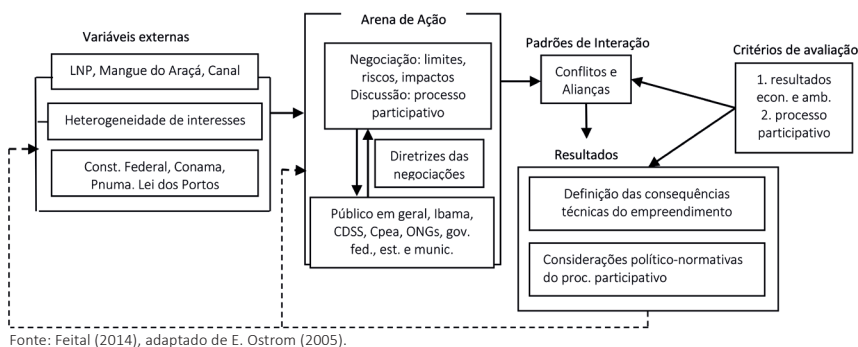 Variáveis externas
LNP, Mangue do Araçá, Canal
Heterogeneidade de interesses
Const. Federal, Conama,
Pnuma. Lei dos Portos
Arena de Ação
Negociação: limites,
riscos, impactos
Discussão: processo
participativo
Diretrizes das
negociações
Público em geral, Ibama,
CDSS, Cpea, ONGs, gov.
fed., est. e munic.
Padrões de Interação
Conflitos e
Alianças
Critérios de avaliação
1. resultados
econ. e amb.
2. processo
participativo
Resultados
Definição das consequências
técnicas do empreendimento
Considerações político-normativas
do proc. participativo
Fonte: Feital (2014), adaptado de E. Ostrom (2005).